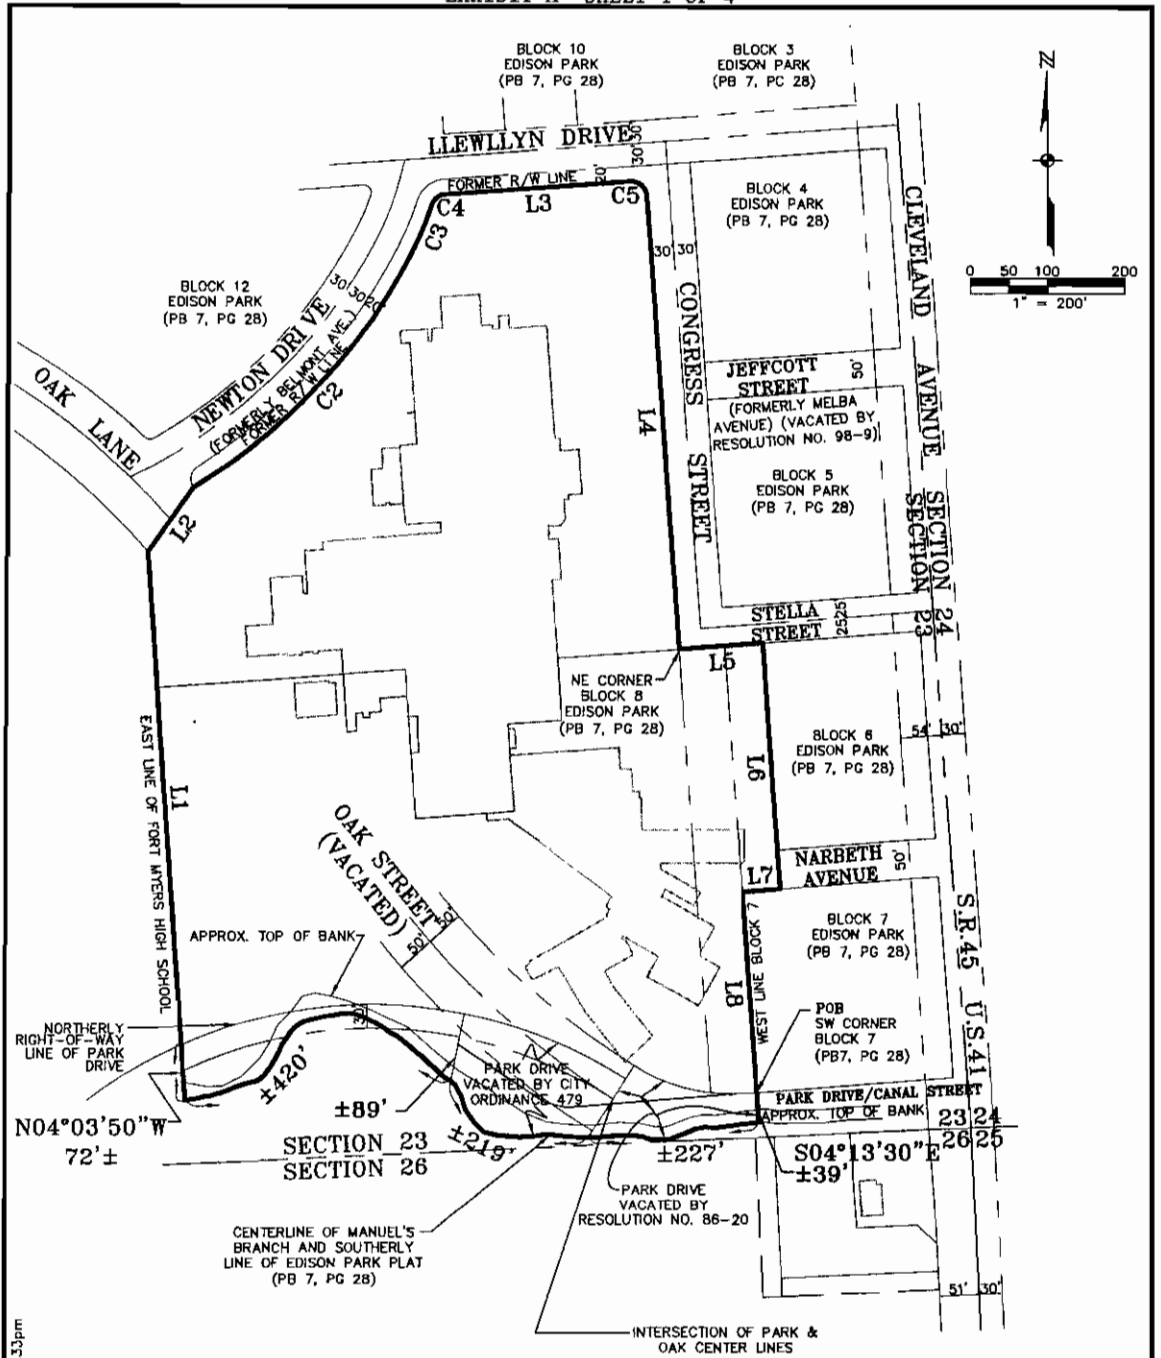 BLOCK 10
EDISON PARK
(PB 7, PG 28)
BLOCK 3
EDISON PARK
(PB 7, PC 28)
N
LLEWLLYN DRIVE
30'
30'
20'
FORMER R/W LINE
C4
L3
C5
C3
BLOCK 4
EDISON PARK
(PB 7, PG 28)
0 50 100 200
1" = 200'
CLEVELAND AVENUE
30'
30'
BLOCK 12
EDISON PARK
(PB 7, PG 28)
30'
30'
20'
NEWTON DRIVE
(FORMERLY BELMONT AVE.)
FORMER R/W LINE
C2
OAK LANE
L2
CONGRESS STREET
L4
JEFFCOTT
STREET
50'
(FORMERLY MELBA
AVENUE) (VACATED BY
RESOLUTION NO. 98-9)
BLOCK 5
EDISON PARK
(PB 7, PG 28)
SECTION 23
SECTION 24
STELLA
STREET
25'
25'
L5
NE CORNER
BLOCK 8
EDISON PARK
(PB 7, PG 28)
BLOCK 6
EDISON PARK
(PB 7, PG 28)
54'
30'
L6
EAST LINE OF FORT MYERS HIGH SCHOOL
L1
OAK STREET
(VACATED)
50'
50'
NARBETH
AVENUE
50'
L7
BLOCK 7
EDISON PARK
(PB 7, PG 28)
S.R.45 U.S.41
L8
WEST LINE BLOCK 7
POB
SW CORNER
BLOCK 7
(PB7, PG 28)
APPROX. TOP OF BANK
NORTHERLY
RIGHT-OF-WAY
LINE OF PARK
DRIVE
30'
±420'
PARK DRIVE
VACATED BY CITY
ORDINANCE 479
PARK DRIVE/CANAL STREET
APPROX. TOP OF BANK
23 24
26 25
N04°03'50"W
72'±
±89'
±219'
±227'
S04°13'30"E
±39'
SECTION 23
SECTION 26
PARK DRIVE
VACATED BY
RESOLUTION NO. 86-20
CENTERLINE OF MANUEL'S
BRANCH AND SOUTHERLY
LINE OF EDISON PARK PLAT
(PB 7, PG 28)
51'
30'
INTERSECTION OF PARK &
OAK CENTER LINES
33pm